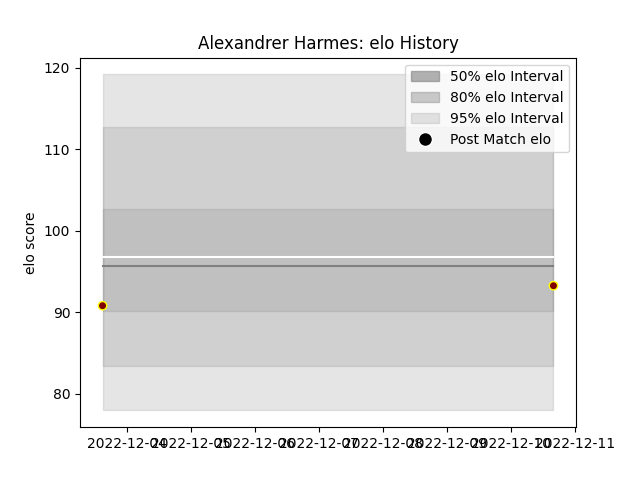 Alexandrer Harmes: elo History
120
110
100
90
80
elo score
50% elo Interval
80% elo Interval
95% elo Interval
Post Match elo
2022-12-04 2022-12-05 2022-12-06 2022-12-07 2022-12-08 2022-12-09 2022-12-10 2022-12-11